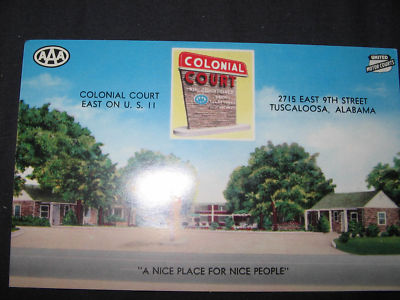 AAA
UNITED
MOTOR COURTS
COLONIAL
COURT
COLONIAL COURT
EAST ON U. S. 11
2715 EAST 9TH STREET
TUSCALOOSA, ALABAMA
"A NICE PLACE FOR NICE PEOPLE"